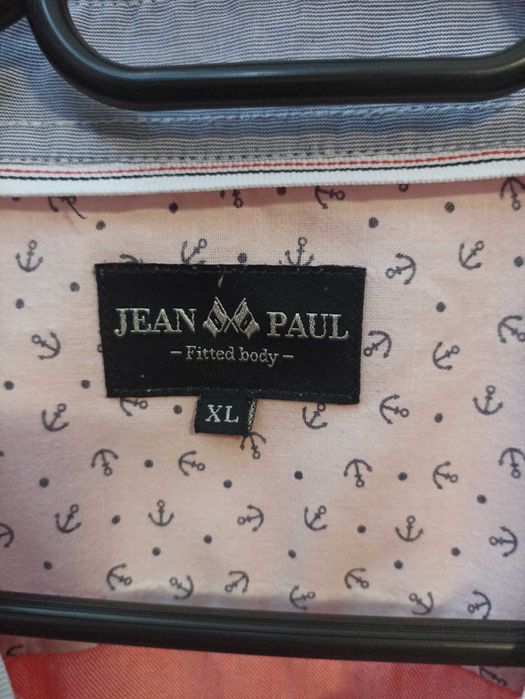 JEAN PAUL
– Fitted body –
XL